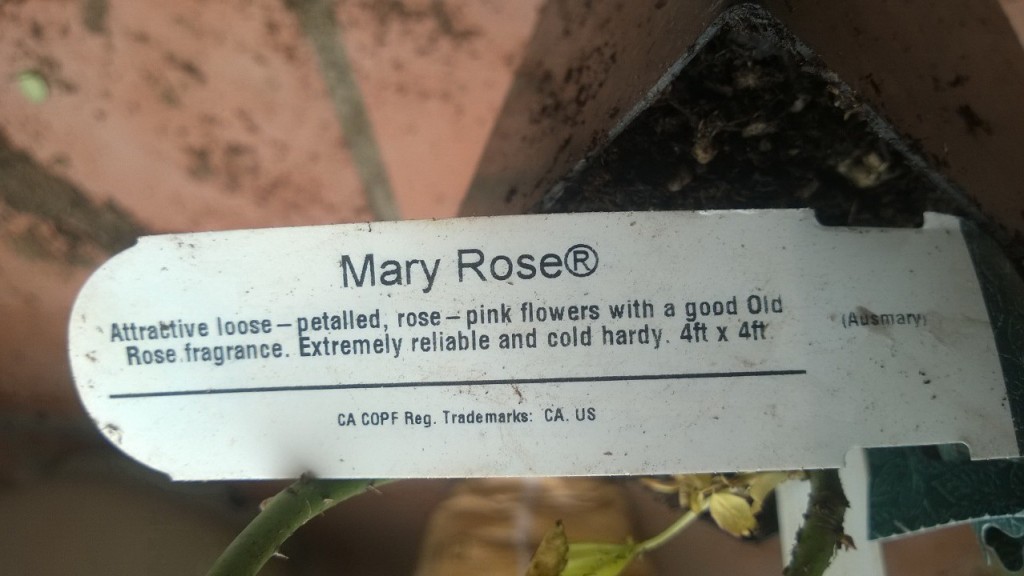 Mary Rose®
Attractive loose–petalled, rose–pink flowers with a good Old
Rose fragrance. Extremely reliable and cold hardy. 4ft x 4ft
(Ausmary)
CA COPF Reg. Trademarks: CA. US